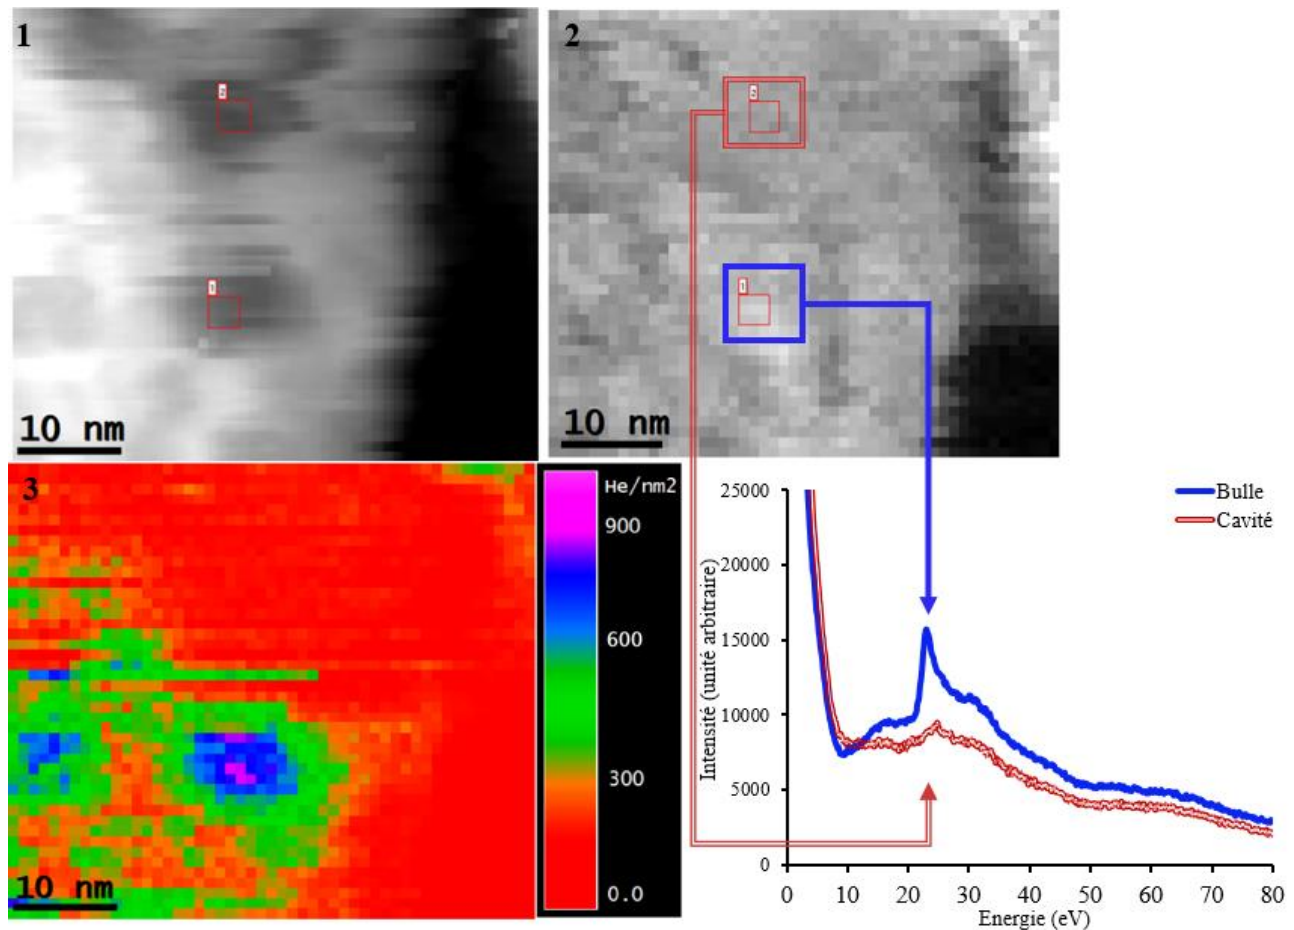 1
2
1
10 nm
2
2
1
10 nm
3
He/nm2
900
600
300
0.0
10 nm
Intensité (unité arbitraire)
25000
20000
15000
10000
5000
0
0 10 20 30 40 50 60 70 80
Energie (eV)
Bulle
Cavité